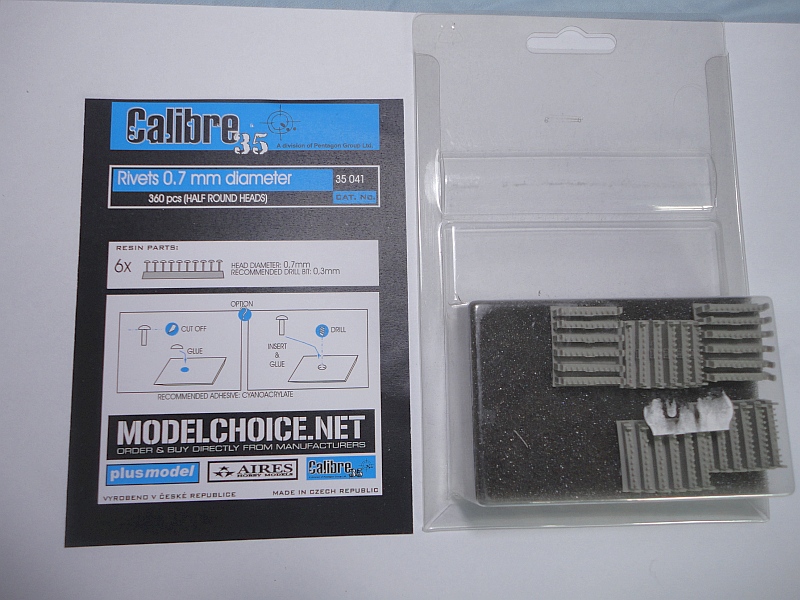 Calibre 35
A division of Pentagon Group Ltd.
Rivets 0.7 mm diameter
35 041
360 pcs (HALF ROUND HEADS)
CAT. No.
RESIN PARTS:
6x
HEAD DIAMETER: 0,7mm
RECOMMENDED DRILL BIT: 0,3mm
OPTION
CUT OFF
GLUE
INSERT
&
GLUE
DRILL
RECOMMENDED ADHESIVE: CYANOACRYLATE
MODELCHOICE.NET
ORDER & BUY DIRECTLY FROM MANUFACTURERS
plusmodel
AIRES
HOBBY MODELS
Calibre 35
VYROBENO V ČESKÉ REPUBLICE
MADE IN CZECH REPUBLIC